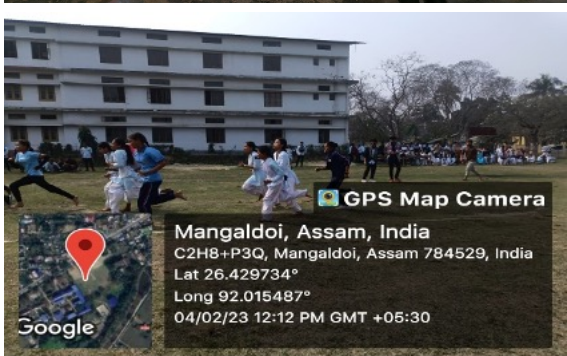 GPS Map Camera
Mangaldoi, Assam, India
C2H8+P3Q, Mangaldoi, Assam 784529, India
Lat 26.429734°
Long 92.015487°
04/02/23 12:12 PM GMT +05:30
Google